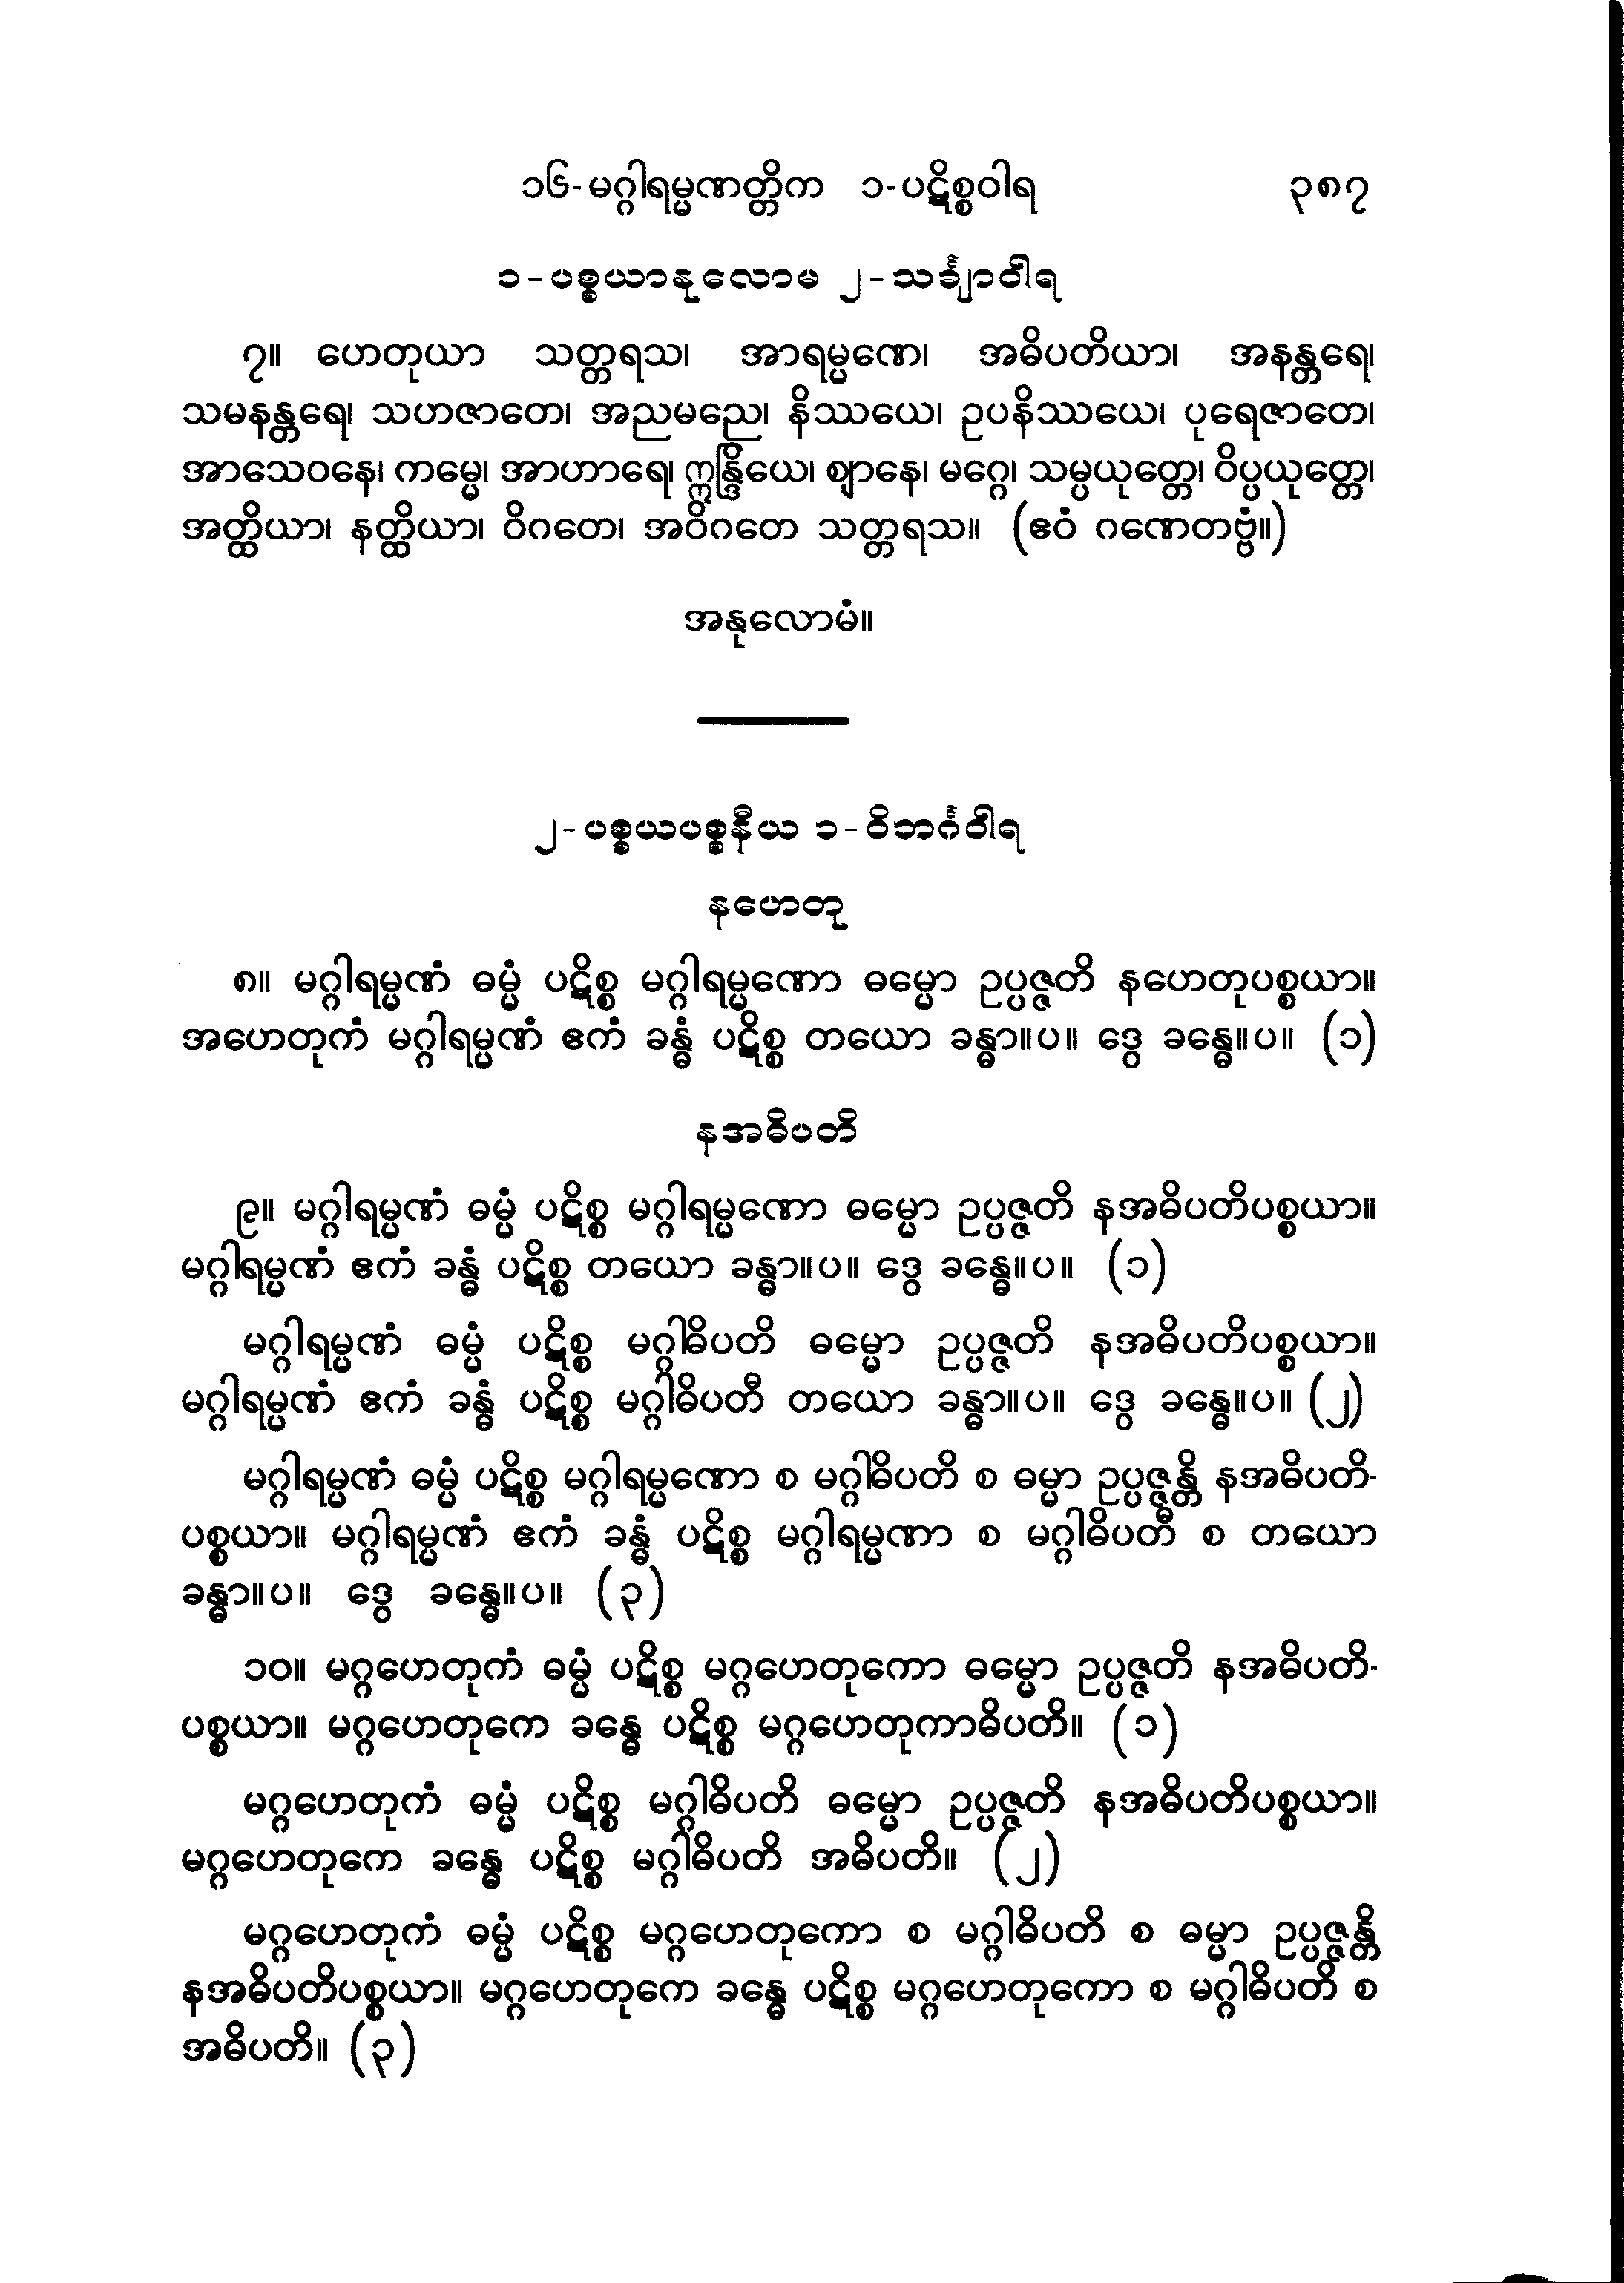 ၁၆-မဂ္ဂါရမ္မဏတ္တိက ၁-ပဋိစ္စဝါရ ၃၈၇
၁-ပစ္စယာနုလောမ ၂-သင်္ချာဝါရ
၇။ ဟေတုယာ သတ္တရသ၊ အာရမ္မဏေ၊ အဓိပတိယာ၊ အနန္တရေ၊
သမနန္တရေ၊ သဟဇာတေ၊ အညမညေ၊ နိဿယေ၊ ဥပနိဿယေ၊ ပုရေဇာတေ၊
အာသေဝနေ၊ ကမ္မေ၊ အာဟာရေ၊ ဣန္ဒြိယေ၊ ဈာနေ၊ မဂ္ဂေ၊ သမ္ပယုတ္တေ၊ ဝိပ္ပယုတ္တေ၊
အတ္ထိယာ၊ နတ္ထိယာ၊ ဝိဂတေ၊ အဝိဂတေ သတ္တရသ။ (ဧဝံ ဂဏေတဗ္ဗံ။)
အနုလောမံ။
၂-ပစ္စယပစ္စနီယ ၁-ဝိဘင်္ဂဝါရ
နဟေတု
၈။ မဂ္ဂါရမ္မဏံ ဓမ္မံ ပဋိစ္စ မဂ္ဂါရမ္မဏော ဓမ္မော ဥပ္ပဇ္ဇတိ နဟေတုပစ္စယာ။
အဟေတုကံ မဂ္ဂါရမ္မဏံ ဧကံ ခန္ဓံ ပဋိစ္စ တယော ခန္ဓာ။ပ။ ဒွေ ခန္ဓေ။ပ။ (၁)
နအဓိပတိ
၉။ မဂ္ဂါရမ္မဏံ ဓမ္မံ ပဋိစ္စ မဂ္ဂါရမ္မဏော ဓမ္မော ဥပ္ပဇ္ဇတိ နအဓိပတိပစ္စယာ။
မဂ္ဂါရမ္မဏံ ဧကံ ခန္ဓံ ပဋိစ္စ တယော ခန္ဓာ။ပ။ ဒွေ ခန္ဓေ။ပ။ (၁)
မဂ္ဂါရမ္မဏံ ဓမ္မံ ပဋိစ္စ မဂ္ဂါဓိပတိ ဓမ္မော ဥပ္ပဇ္ဇတိ နအဓိပတိပစ္စယာ။
မဂ္ဂါရမ္မဏံ ဧကံ ခန္ဓံ ပဋိစ္စ မဂ္ဂါဓိပတီ တယော ခန္ဓာ။ပ။ ဒွေ ခန္ဓေ။ပ။ (၂)
မဂ္ဂါရမ္မဏံ ဓမ္မံ ပဋိစ္စ မဂ္ဂါရမ္မဏော စ မဂ္ဂါဓိပတိ စ ဓမ္မာ ဥပ္ပဇ္ဇန္တိ နအဓိပတိ-
ပစ္စယာ။ မဂ္ဂါရမ္မဏံ ဧကံ ခန္ဓံ ပဋိစ္စ မဂ္ဂါရမ္မဏာ စ မဂ္ဂါဓိပတီ စ တယော
ခန္ဓာ။ပ။ ဒွေ ခန္ဓေ။ပ။ (၃)
၁၀။ မဂ္ဂဟေတုကံ ဓမ္မံ ပဋိစ္စ မဂ္ဂဟေတုကော ဓမ္မော ဥပ္ပဇ္ဇတိ နအဓိပတိ-
ပစ္စယာ။ မဂ္ဂဟေတုကေ ခန္ဓေ ပဋိစ္စ မဂ္ဂဟေတုကာဓိပတိ။ (၁)
မဂ္ဂဟေတုကံ ဓမ္မံ ပဋိစ္စ မဂ္ဂါဓိပတိ ဓမ္မော ဥပ္ပဇ္ဇတိ နအဓိပတိပစ္စယာ။
မဂ္ဂဟေတုကေ ခန္ဓေ ပဋိစ္စ မဂ္ဂါဓိပတိ အဓိပတိ။ (၂)
မဂ္ဂဟေတုကံ ဓမ္မံ ပဋိစ္စ မဂ္ဂဟေတုကော စ မဂ္ဂါဓိပတိ စ ဓမ္မာ ဥပ္ပဇ္ဇန္တိ
နအဓိပတိပစ္စယာ။ မဂ္ဂဟေတုကေ ခန္ဓေ ပဋိစ္စ မဂ္ဂဟေတုကော စ မဂ္ဂါဓိပတိ စ
အဓိပတိ။ (၃)